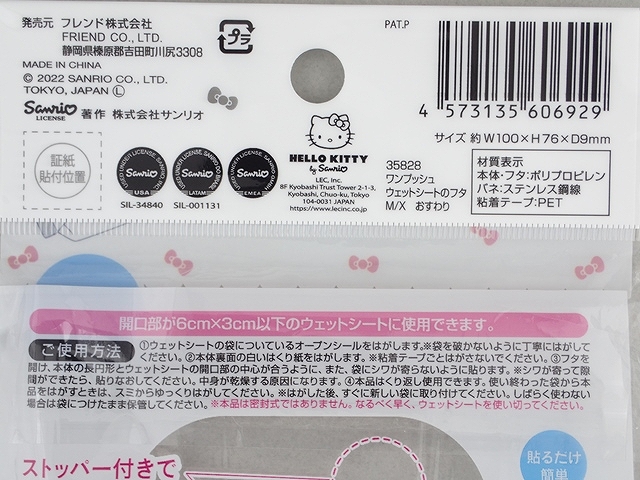 発売元 フレンド株式会社
FRIEND CO., LTD.
静岡県榛原郡吉田町川尻3308
プラ
PAT.P
MADE IN CHINA
© 2022 SANRIO CO., LTD.
TOKYO, JAPAN Ⓛ
Sanrio 著作 株式会社サンリオ
LICENSE
4 573135 606929
サイズ 約W100×H76×D9mm
証紙
貼付位置
Sanrio
USA
SIL-34840
Sanrio
LATAM
SIL-001131
Sanrio
EMEA
HELLO KITTY
by Sanrio
LEC, Inc.
8F Kyobashi Trust Tower 2-1-3,
Kyobashi, Chuo-ku, Tokyo
104-0031 JAPAN
https://www.lecinc.co.jp
35828
ワンプッシュ
ウェットシートのフタ
M/X おすわり
材質表示
本体・フタ:ポリプロピレン
バネ:ステンレス鋼線
粘着テープ:PET
開口部が6cm×3cm以下のウェットシートに使用できます。
ご使用方法 ①ウェットシートの袋についているオープンシールをはがします。※袋を破かないように丁寧にはがして
ください。②本体裏面の白いはくり紙をはがします。※粘着テープごとはがさないでください。③フタを
開け、本体の長円形とウェットシートの開口部の中心が合うように、また、袋にシワが寄らないように貼ります。※シワが寄って隙
間ができたら、貼りなおしてください。中身が乾燥する原因になります。④本品はくり返し使用できます。使い終わった袋から本
品をはがすときは、スミからゆっくりはがしてください。※はがした後、すぐに新しい袋に取り付けてください。しばらく使わない
場合は袋につけたまま保管してください。※本品は密封式ではありません。なるべく早く、ウェットシートを使い切ってください。
ストッパー付きで
貼るだけ
簡単